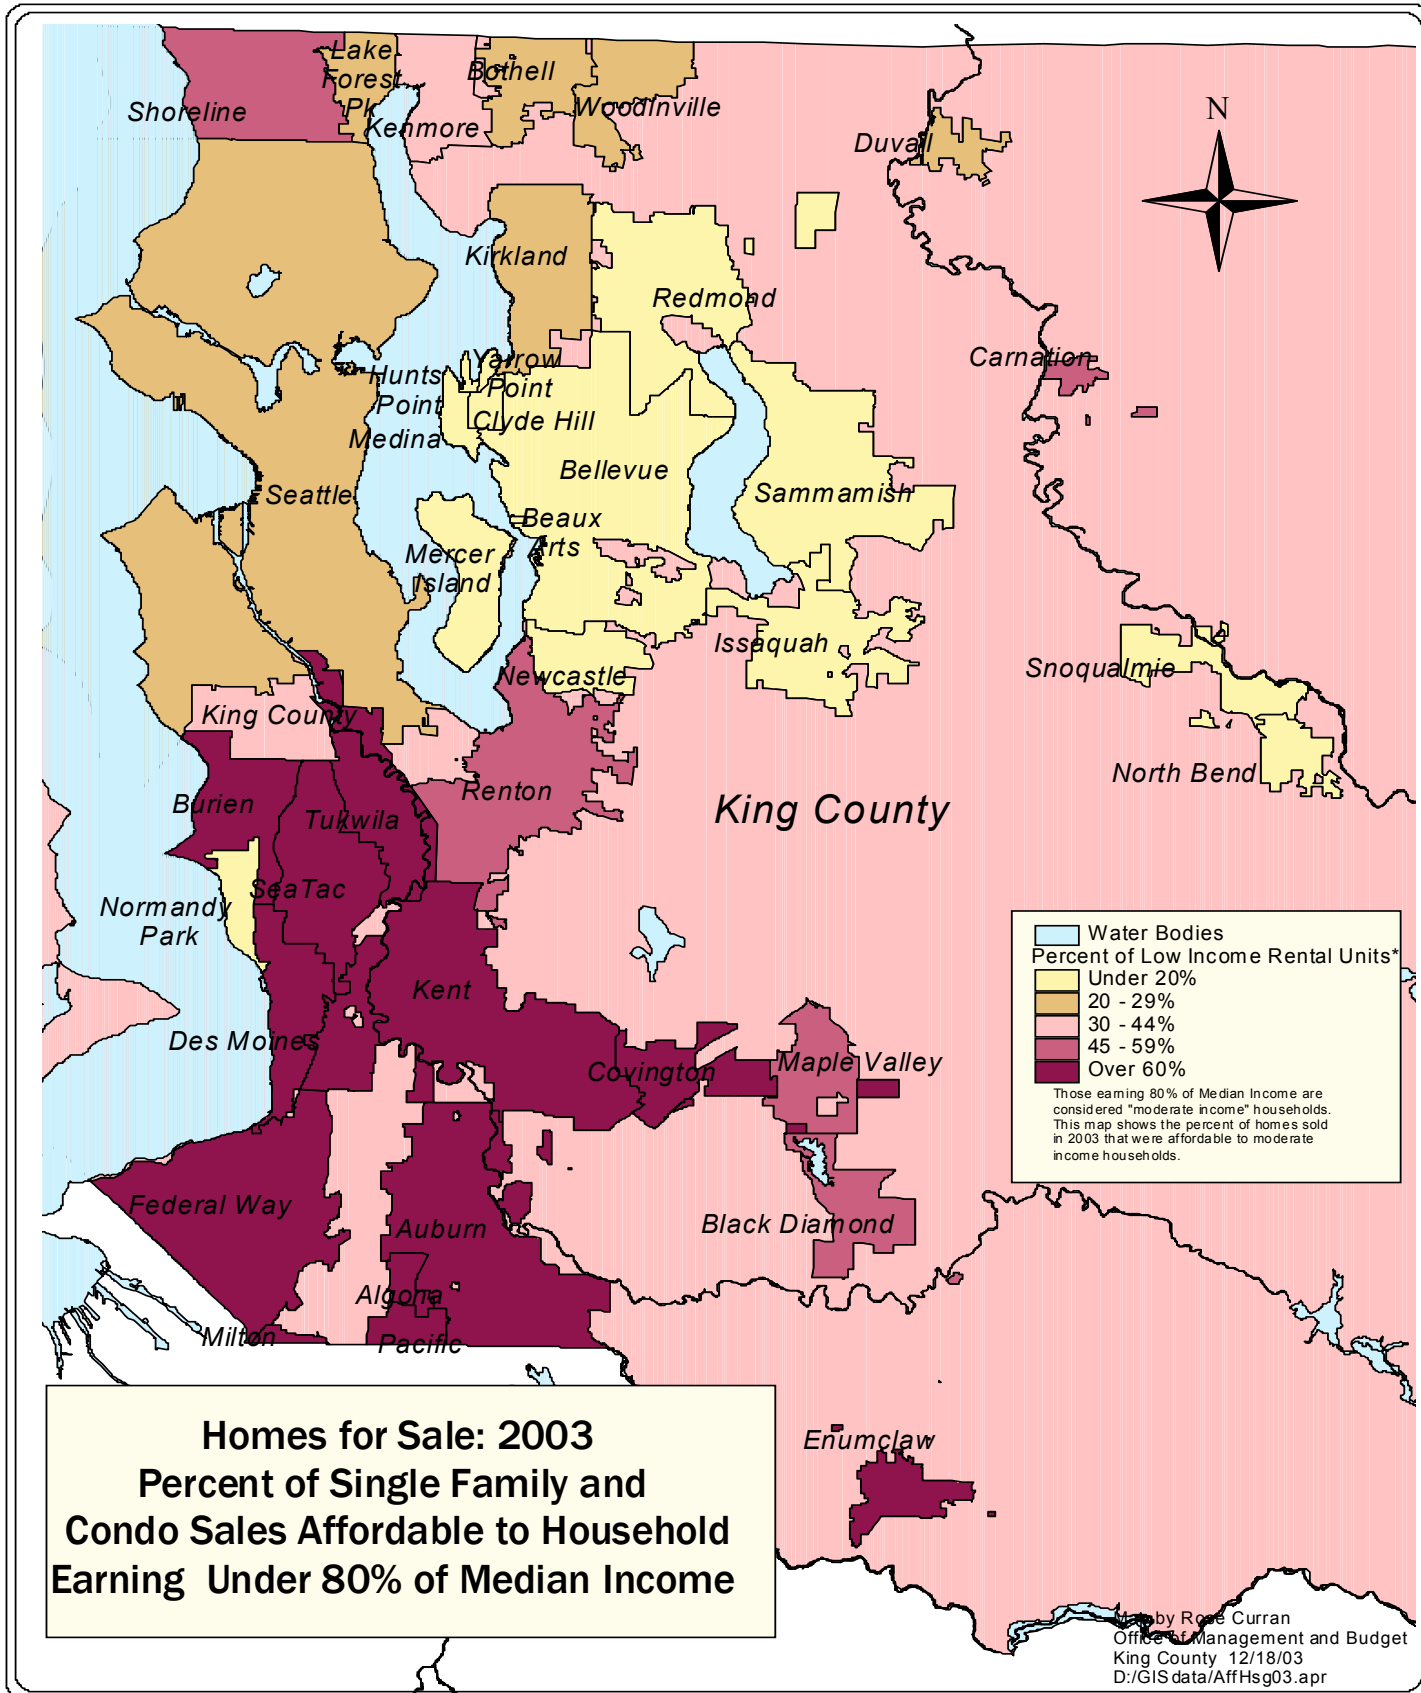 Lake
Forest
Pk
Bothell
Shoreline
Kenmore
Woodinville
Duvall
N
Kirkland
Redmond
Carnation
Yarrow
Point
Hunts
Point
Clyde Hill
Medina
Bellevue
Seattle
Sammamish
Beaux
Arts
Mercer
Island
Issaquah
Snoqualmie
Newcastle
King County
North Bend
Burien
Tukwila
Renton
King County
SeaTac
Normandy
Park
Kent
Des Moines
Covington
Maple Valley
Water Bodies
Percent of Low Income Rental Units*
Under 20%
20 - 29%
30 - 44%
45 - 59%
Over 60%
Those earning 80% of Median Income are
considered "moderate income" households.
This map shows the percent of homes sold
in 2003 that were affordable to moderate
income households.
Federal Way
Auburn
Black Diamond
Algona
Milton
Pacific
Enumclaw
Homes for Sale: 2003
Percent of Single Family and
Condo Sales Affordable to Household
Earning Under 80% of Median Income
Map by Rose Curran
Office of Management and Budget
King County 12/18/03
D:/GISdata/AffHsg03.apr